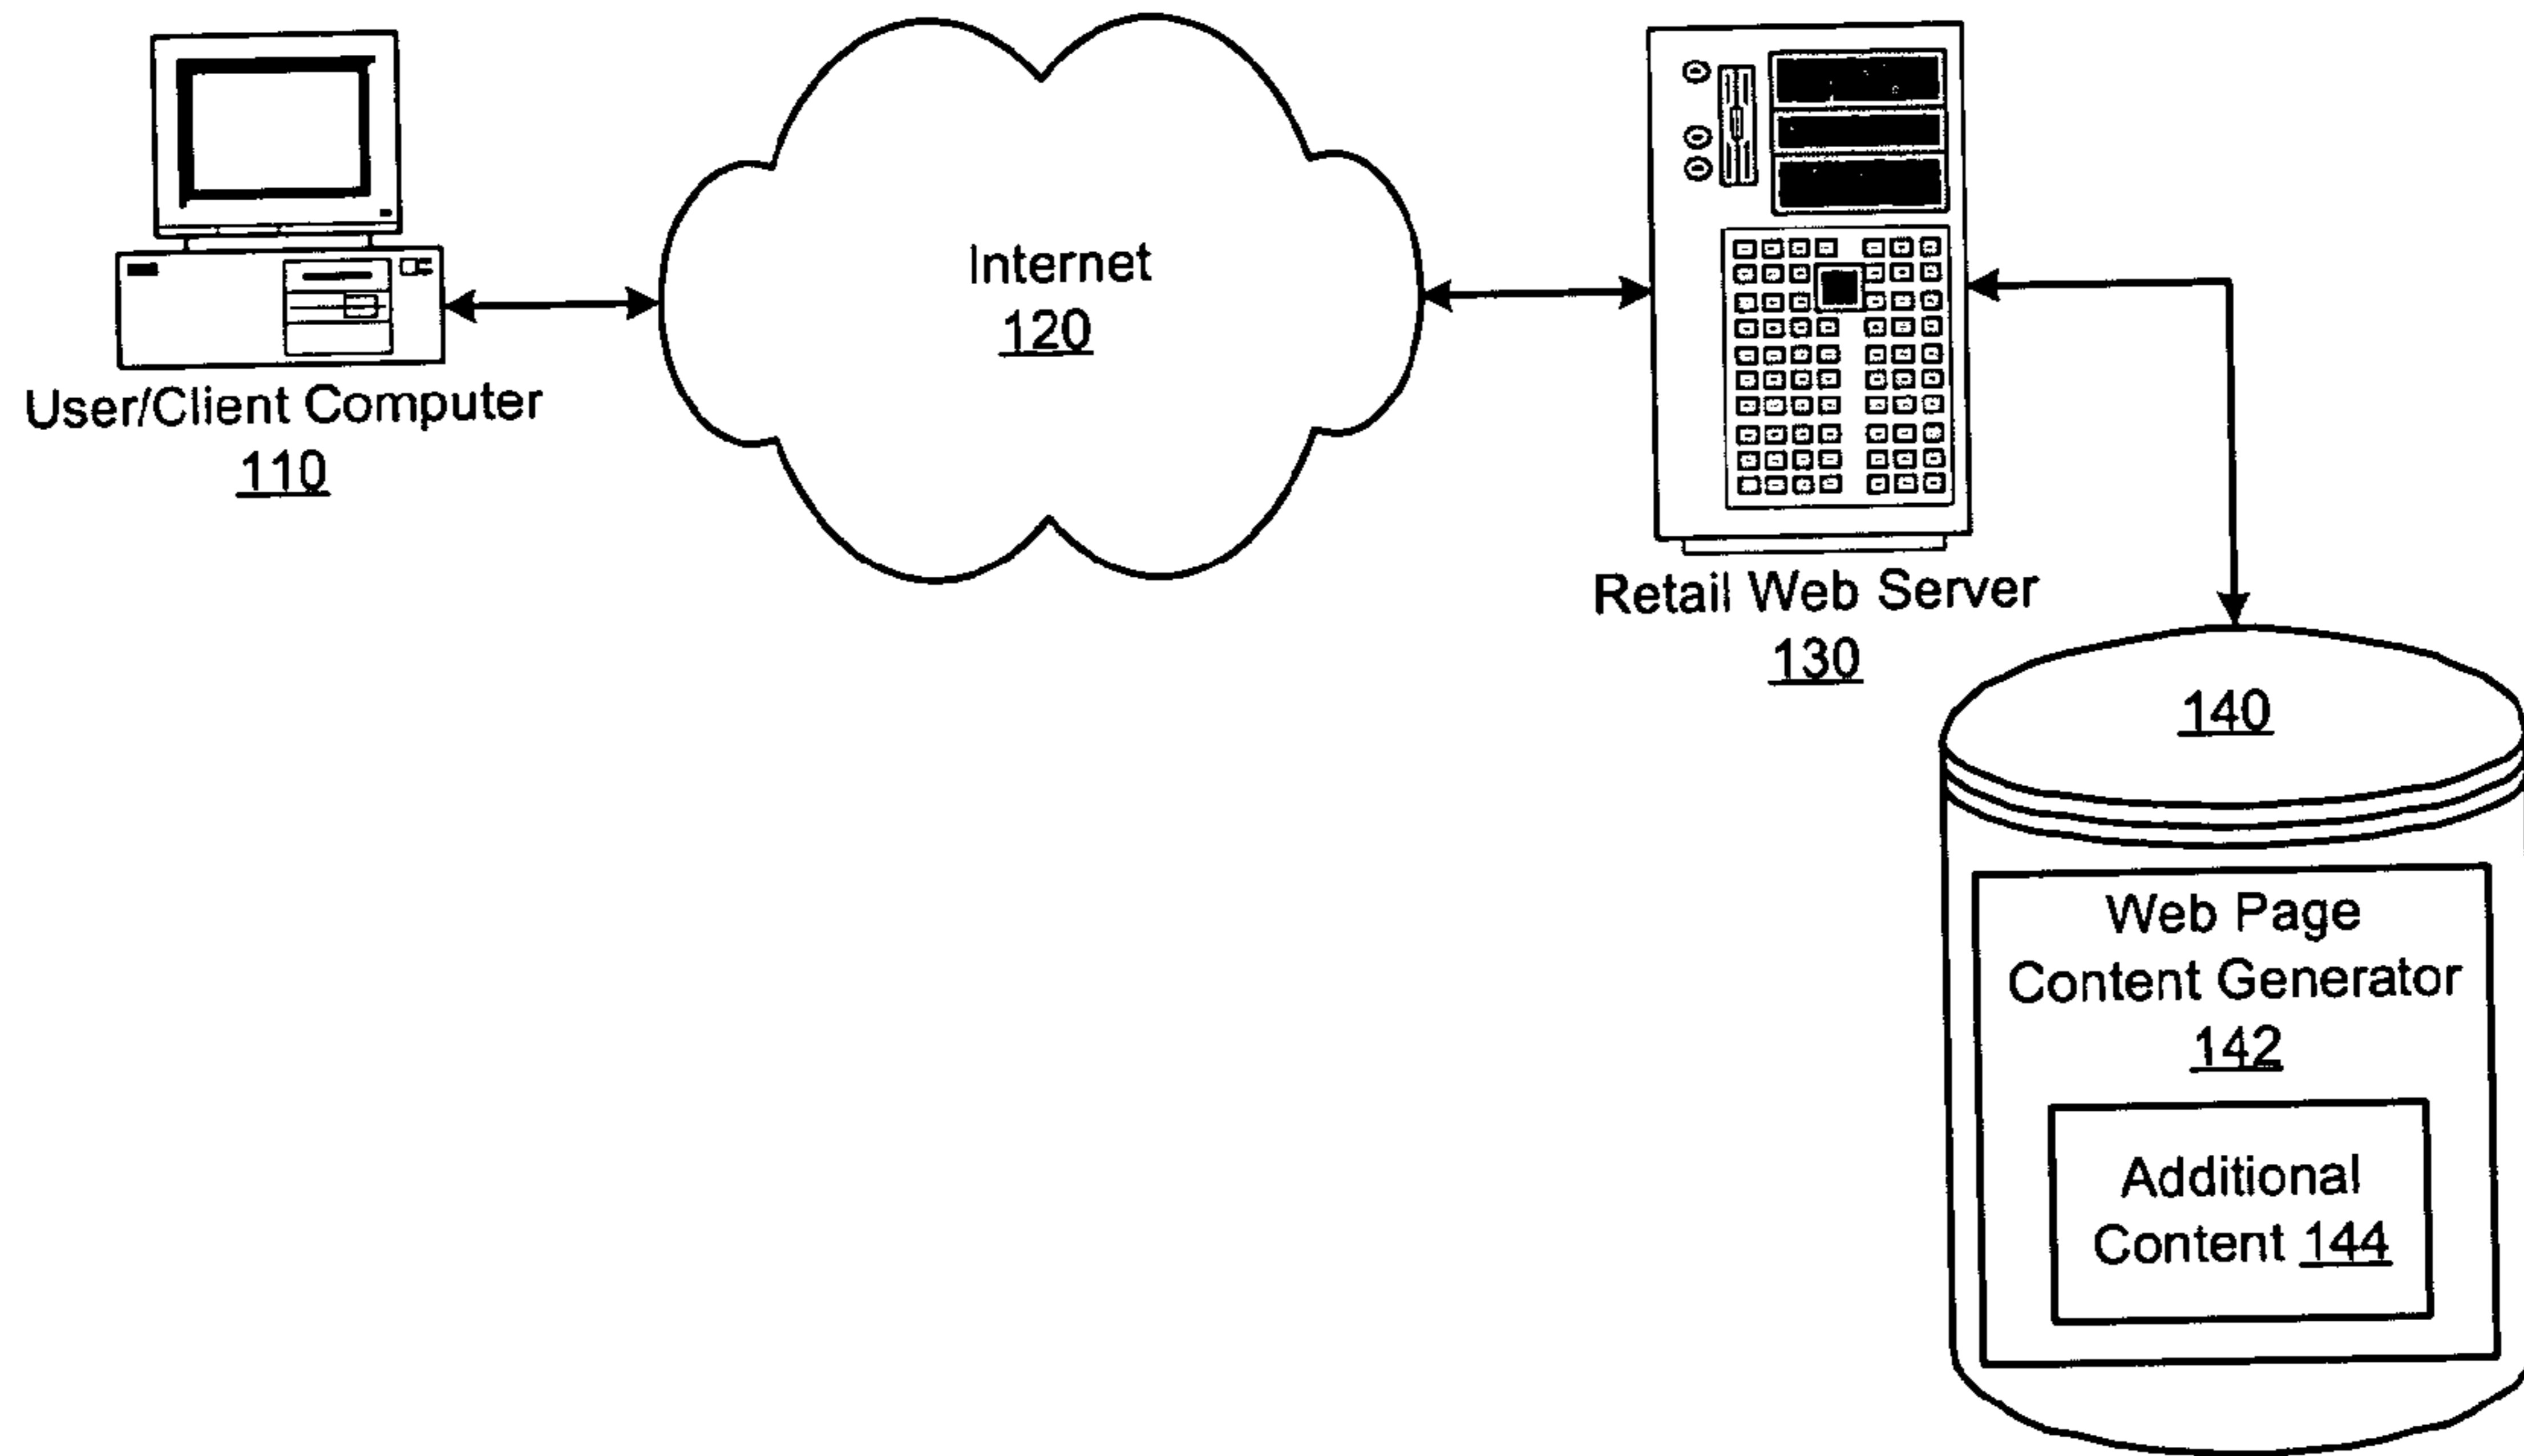 User/Client Computer
110
Internet
120
Retail Web Server
130
140
Web Page
Content Generator
142
Additional
Content 144